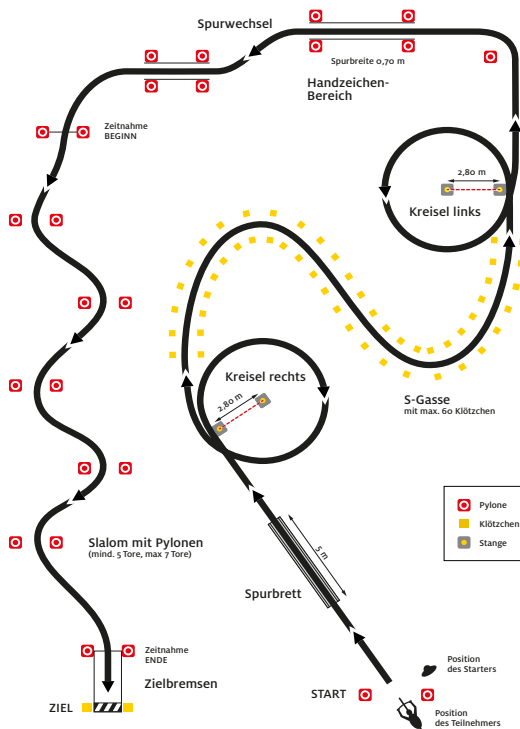 Spurwechsel
Spurbreite 0,70 m
Handzeichen-
Bereich
Zeitnahme
BEGINN
2,80 m
Kreisel links
Kreisel rechts
2,80 m
S-Gasse
mit max. 60 Klötzchen
Pylone
Klötzchen
Stange
Slalom mit Pylonen
(mind. 5 Tore, max 7 Tore)
5 m
Spurbrett
Zeitnahme
ENDE
Zielbremsen
ZIEL
Position
des Starters
START
Position
des Teilnehmers